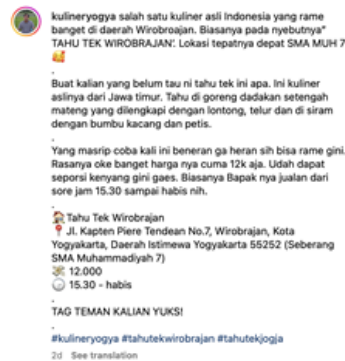 kulineryogya salah satu kuliner asli Indonesia yang rame
banget di daerah Wirobroajan. Biasanya pada nyebutnya"
TAHU TEK WIROBRAJAN'. Lokasi tepatnya depat SMA MUH 7
🥰
.
Buat kalian yang belum tau ni tahu tek ini apa. Ini kuliner
aslinya dari Jawa timur. Tahu di goreng dadakan setengah
mateng yang dilengkapi dengan lontong, telur dan di siram
dengan bumbu kacang dan petis.
.
Yang masrip coba kali ini beneran ga heran sih bisa rame gini.
Rasanya oke banget harga nya cuma 12k aja. Udah dapet
seporsi kenyang gini gaes. Biasanya Bapak nya jualan dari
sore jam 15.30 sampai habis nih.
.
🏠Tahu Tek Wirobrajan
📍Jl. Kapten Piere Tendean No.7, Wirobrajan, Kota
Yogyakarta, Daerah Istimewa Yogyakarta 55252 (Seberang
SMA Muhammadiyah 7)
💸 12.000
🕒 15.30 - habis
.
TAG TEMAN KALIAN YUKS!
.
#kulineryogya #tahutekwirobrajan #tahutekjogja
2d See translation